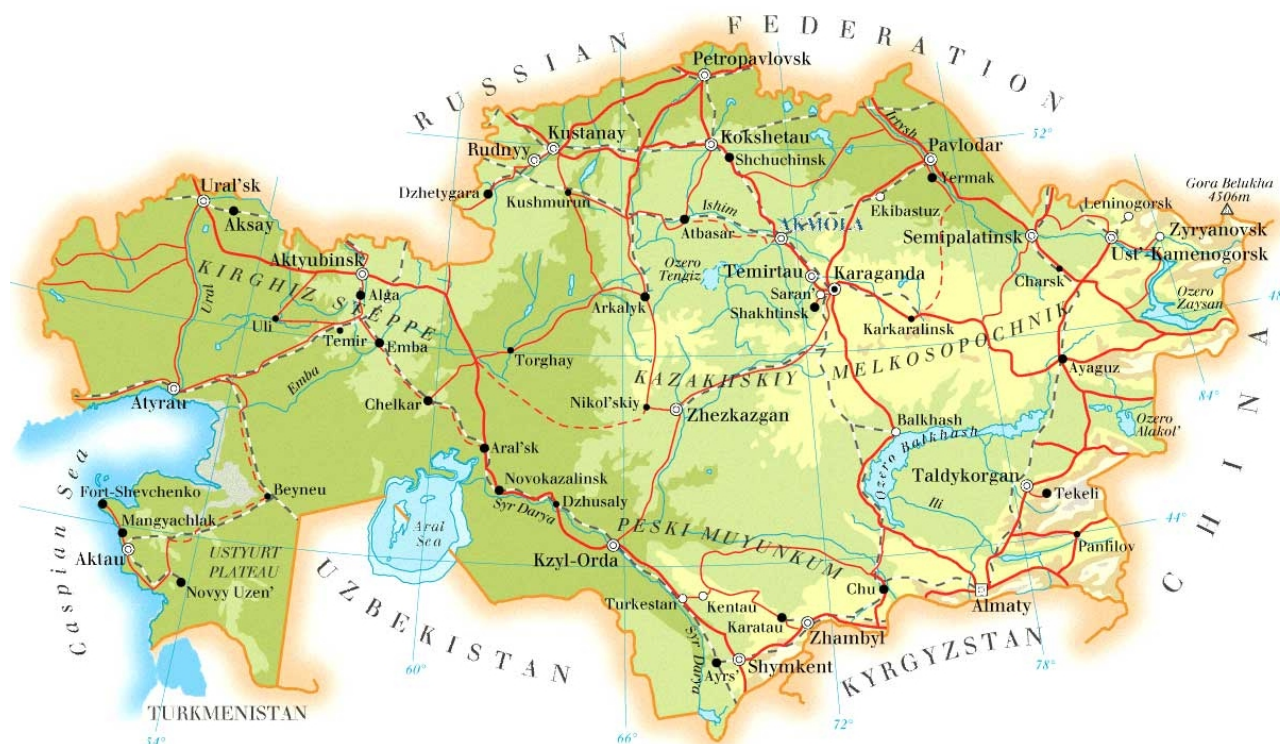 RUSSIAN FEDERATION
Petropavlovsk
Kustanay
Kokshetau
Rudnyy
Shchuchinsk
Irtysh
52°
Pavlodar
Yermak
Dzhetygara
Kushmurun
Ural'sk
Aksay
Ishim
Atbasar
AKMOLA
Ekibastuz
Leninogorsk
Gora Belukha
4506m
Zyryanovsk
Semipalatinsk
Ust'-Kamenogorsk
Aktyubinsk
KIRGHIZ STEPPE
Ural
Alga
Uli
Temir
Emba
Emba
Ozero
Tengiz
Temirtau
Karaganda
Saran'
Shakhtinsk
Charsk
Ozero
Zaysan
48°
Arkalyk
Karkaralinsk
Torghay
KAZAKHSKIY MELKOSOPOCHNIK
Ayaguz
84°
Atyrau
Chelkar
Nikol'skiy
Zhezkazgan
Balkhash
Ozero Balkhash
Ozero
Alakol'
CHINA
Aral'sk
Novokazalinsk
Dzhusaly
Syr Darya
Taldykorgan
Tekeli
Ili
Caspian Sea
Fort-Shevchenko
Beyneu
Mangyachlak
Aktau
USTYURT
PLATEAU
Novyy Uzen'
Aral
Sea
Kzyl-Orda
PESKI MUYUNKUM
44°
Panfilov
UZBEKISTAN
Turkestan
Kentau
Karatau
Chu
Almaty
Zhambyl
Syr Darya
Ayrs'
Shymkent
KYRGYZSTAN
TURKMENISTAN
54°
60°
66°
72°
78°